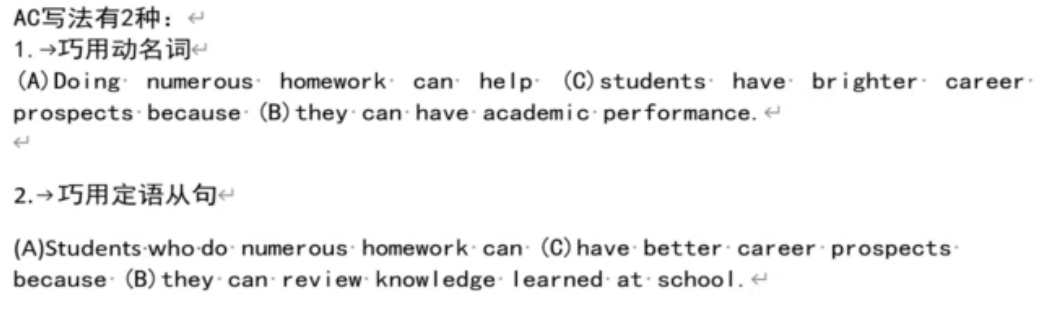 AC写法有2种：
1.→巧用动名词
(A)Doing numerous homework can help (C)students have brighter career
prospects because (B)they can have academic performance.
2.→巧用定语从句
(A)Students who do numerous homework can (C)have better career prospects
because (B)they can review knowledge learned at school.